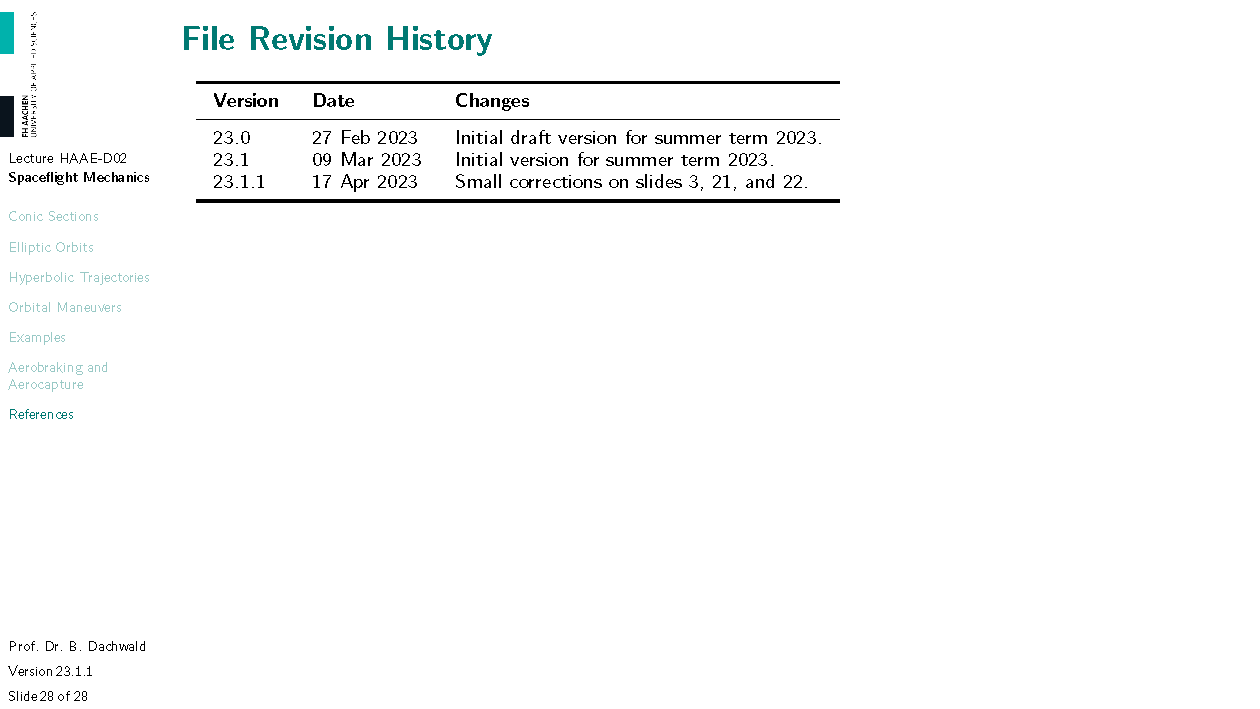 FH AACHEN
UNIVERSITY OF APPLIED SCIENCES
Lecture HAAE-D02
Spaceflight Mechanics
Conic Sections
Elliptic Orbits
Hyperbolic Trajectories
Orbital Maneuvers
Examples
Aerobraking and
Aerocapture
References
Prof. Dr. B. Dachwald
Version 23.1.1
Slide 28 of 28
File Revision History
Version Date Changes
23.0 27 Feb 2023 Initial draft version for summer term 2023.
23.1 09 Mar 2023 Initial version for summer term 2023.
23.1.1 17 Apr 2023 Small corrections on slides 3, 21, and 22.